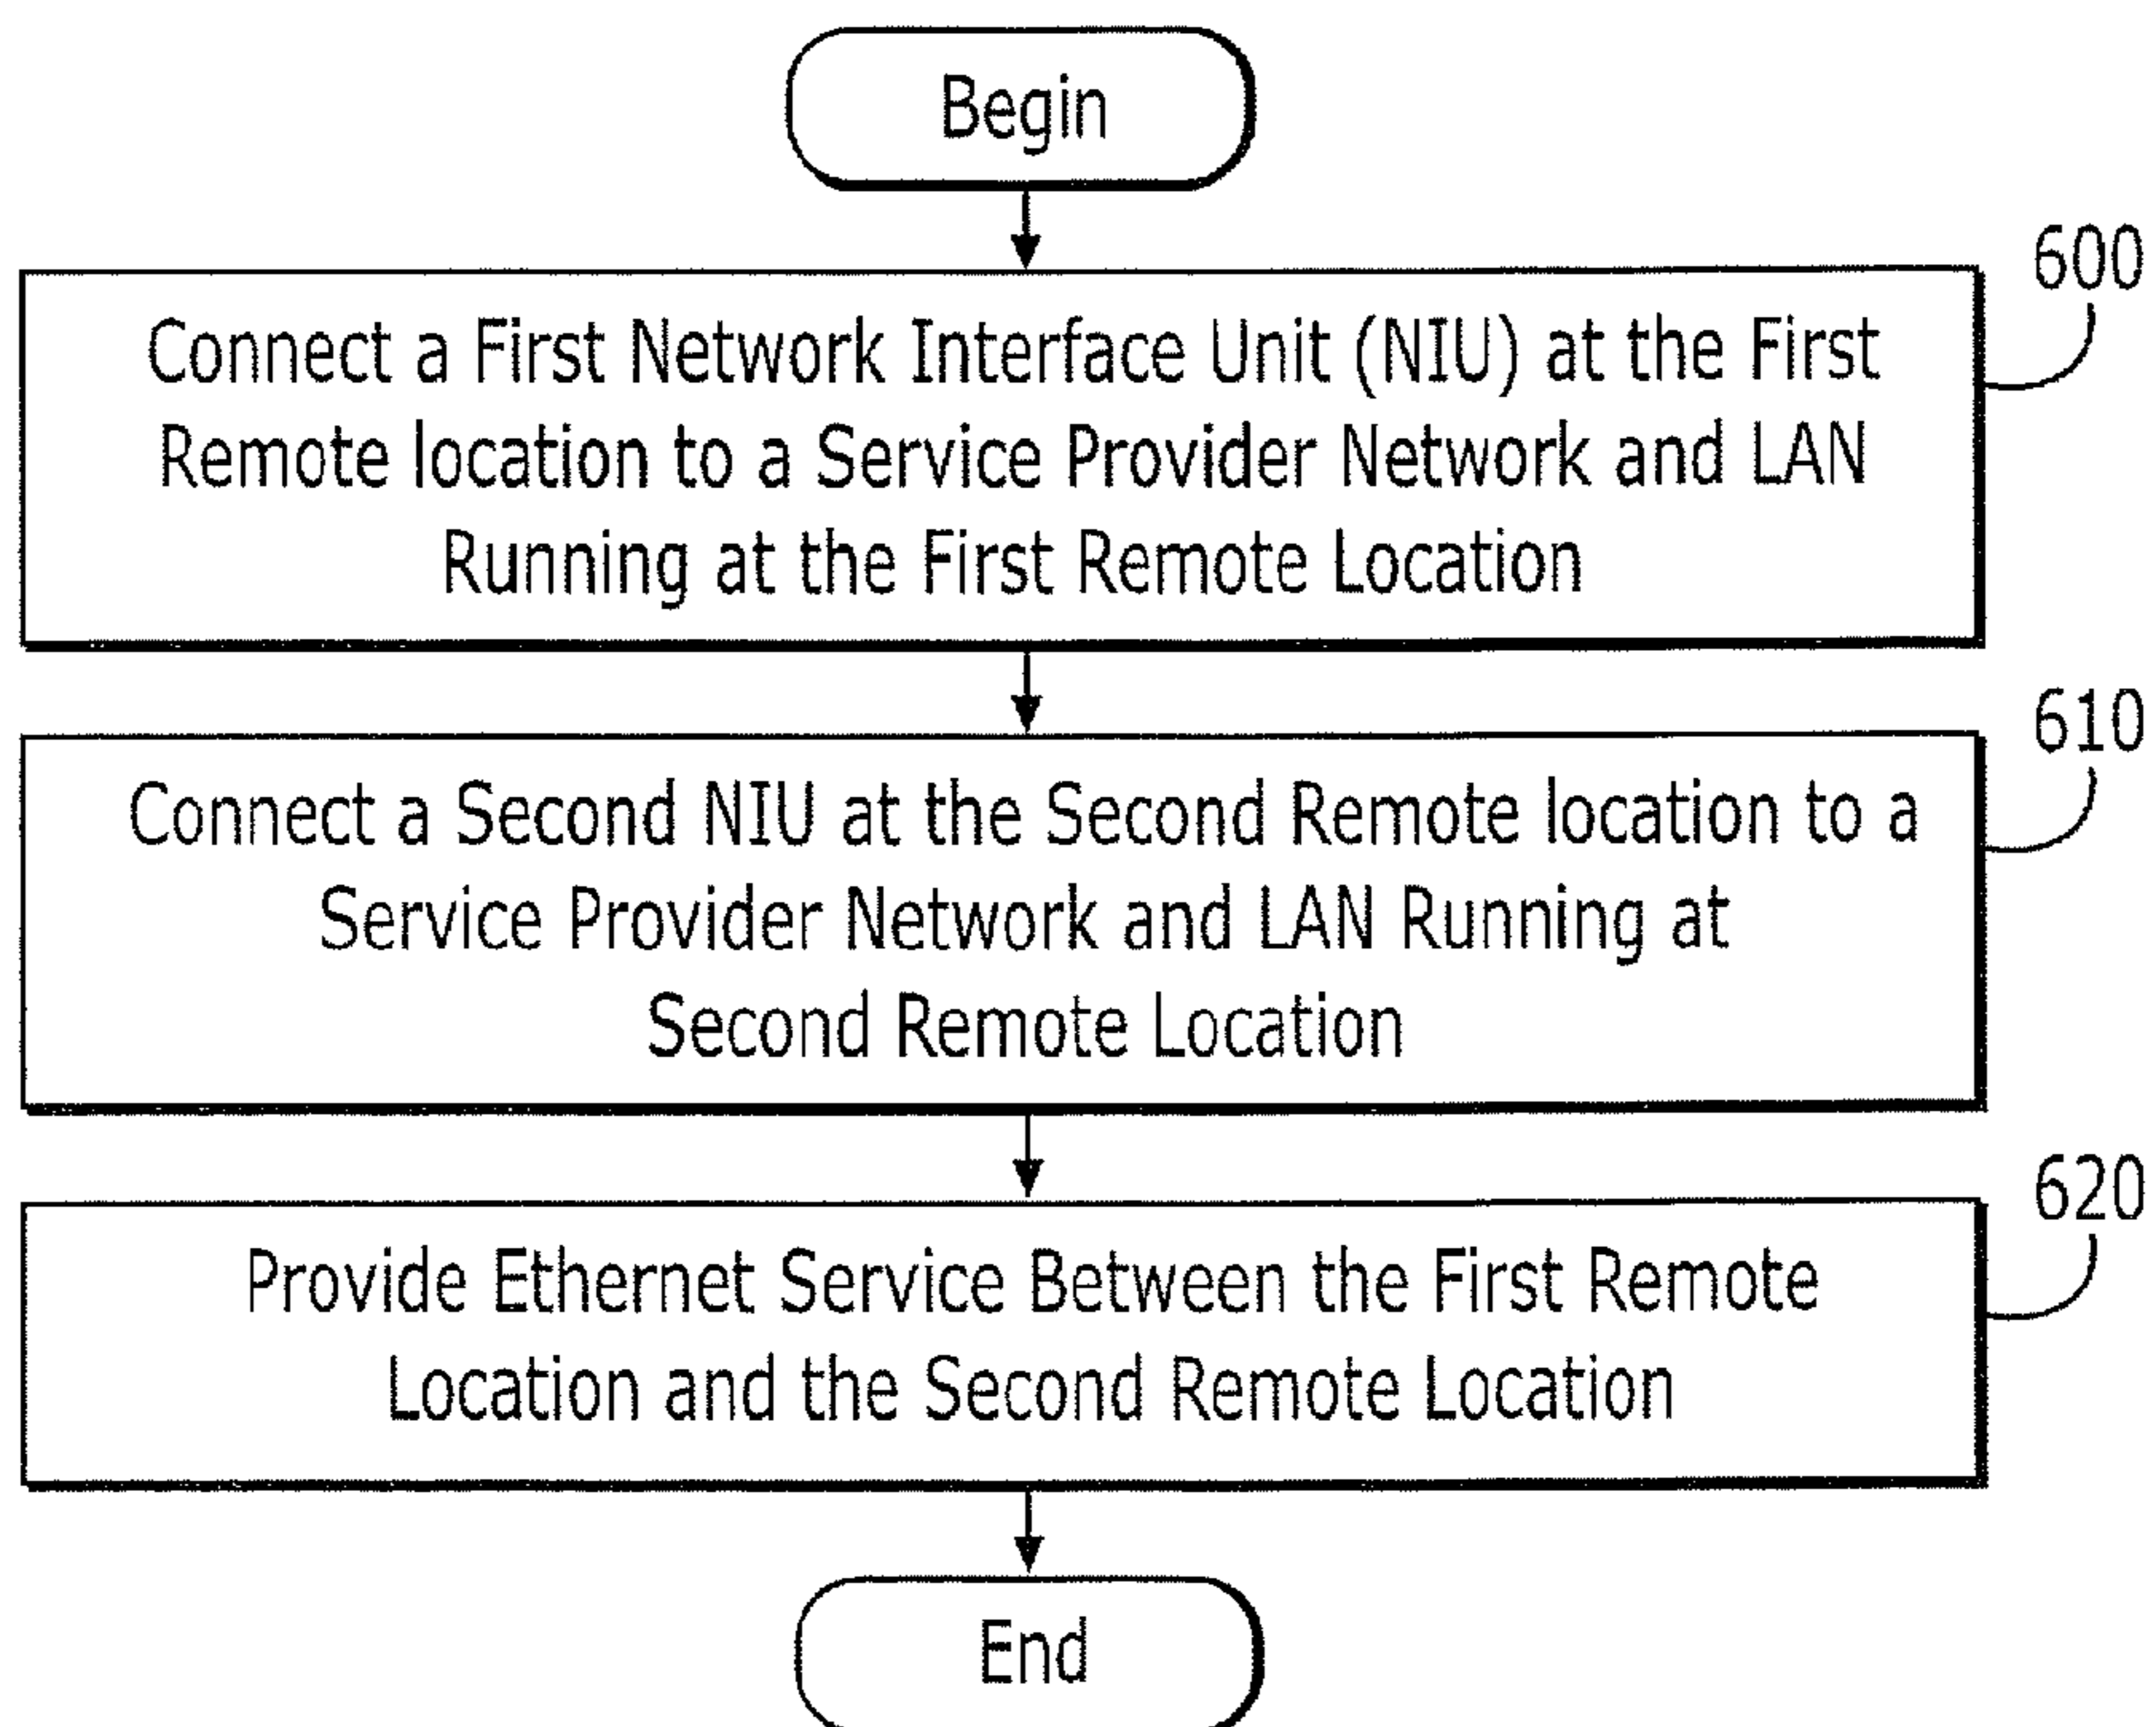 Begin
600
Connect a First Network Interface Unit (NIU) at the First
Remote location to a Service Provider Network and LAN
Running at the First Remote Location
610
Connect a Second NIU at the Second Remote location to a
Service Provider Network and LAN Running at
Second Remote Location
620
Provide Ethernet Service Between the First Remote
Location and the Second Remote Location
End